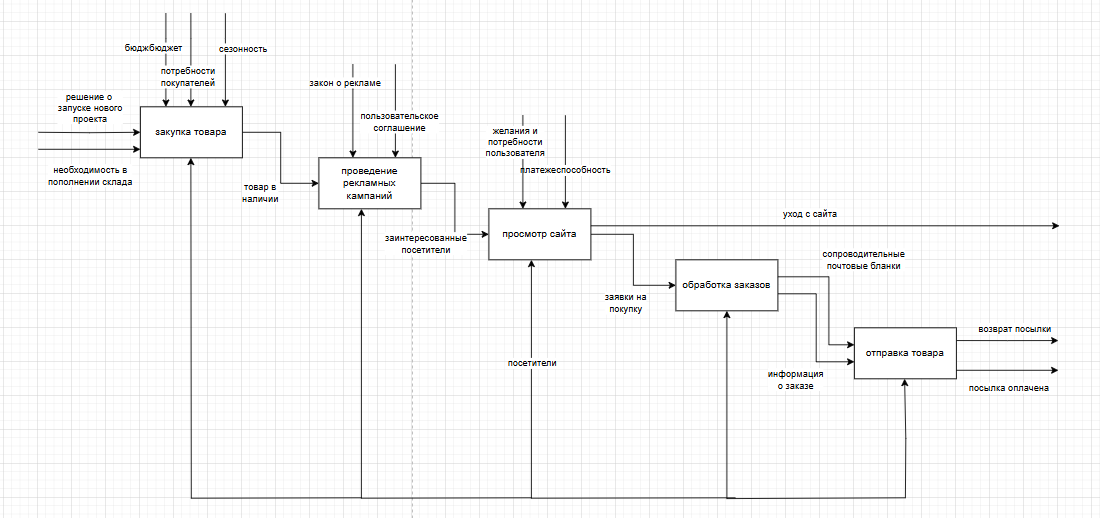 бюджбюджет
сезонность
потребности
покупателей
решение о
запуске нового
проекта
закупка товара
необходимость в
пополнении склада
закон о рекламе
пользовательское
соглашение
проведение
рекламных
кампаний
товар в
наличии
желания и
потребности
пользователя
платежеспособность
просмотр сайта
заинтересованные
посетители
уход с сайта
заявки на
покупку
обработка заказов
сопроводительные
почтовые бланки
информация
о заказе
отправка товара
возврат посылки
посылка оплачена
посетители